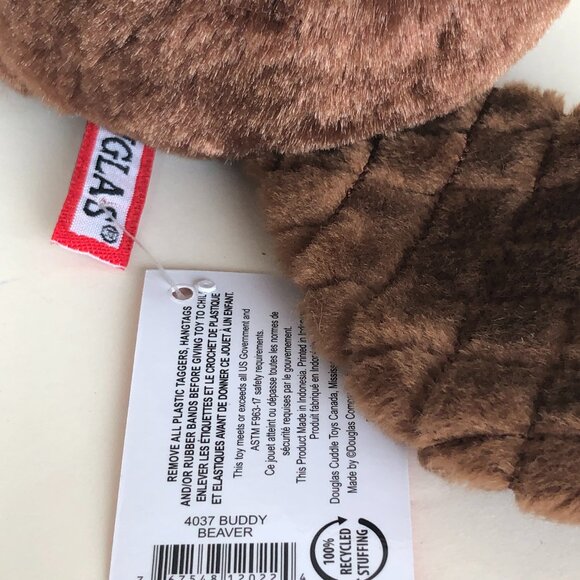 GLAS®
REMOVE ALL PLASTIC TAGGERS, HANGTAGS
AND/OR RUBBER BANDS BEFORE GIVING TOY TO
ENLEVER LES ÉTIQUETTES ET LE CROCHET DE PLASTIQUE
ET ELASTIQUES AVANT DE DONNER CE JOUET À UN ENFANT.
This toy meets or exceeds all US Government and
ASTM F963-17 safety requirements.
Ce jouet atteint ou dépasse toutes les normes de
sécurité requises par le gouvernement.
This Product Made in Indonesia. Printed in
Produit fabriqué en
Douglas Cuddle Toys Canada,
Made by ©Douglas
4037 BUDDY
BEAVER
67548 12022 4
100%
RECYCLED
STUFFING